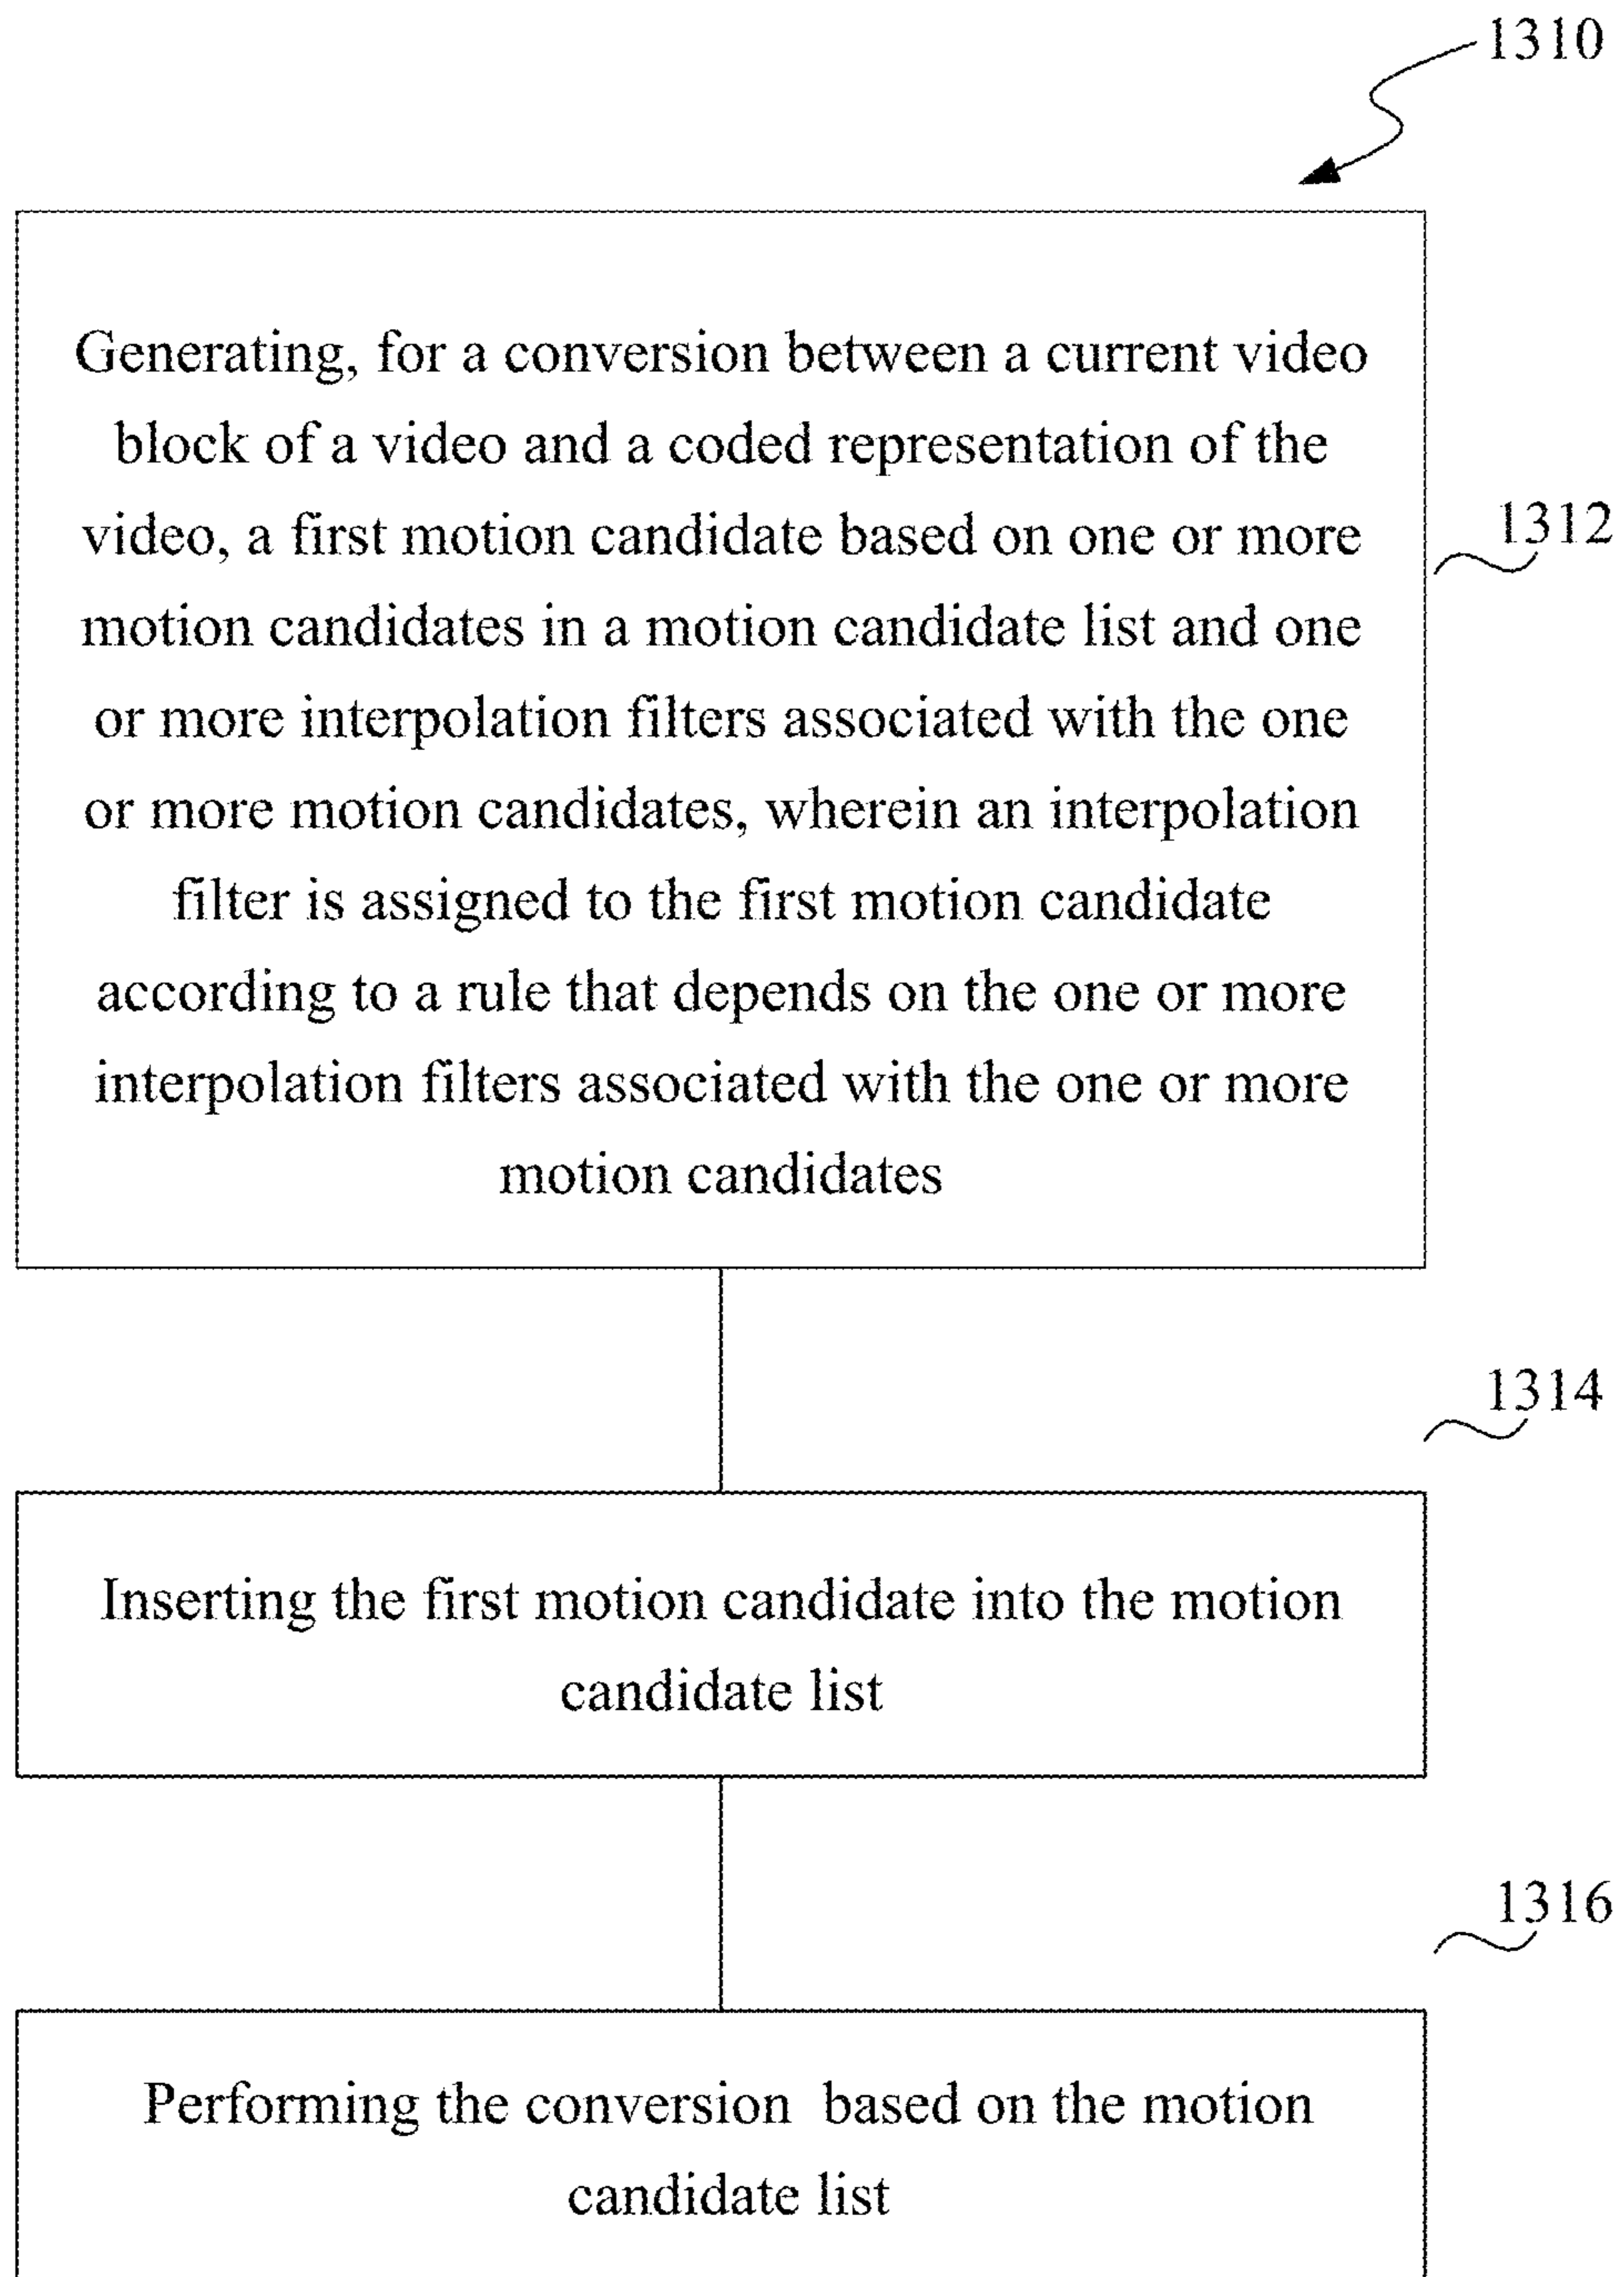 1310
Generating, for a conversion between a current video
block of a video and a coded representation of the
video, a first motion candidate based on one or more
1312
motion candidates in a motion candidate list and one
or more interpolation filters associated with the one
or more motion candidates, wherein an interpolation
filter is assigned to the first motion candidate
according to a rule that depends on the one or more
interpolation filters associated with the one or more
motion candidates
1314
Inserting the first motion candidate into the motion
candidate list
1316
Performing the conversion based on the motion
candidate list